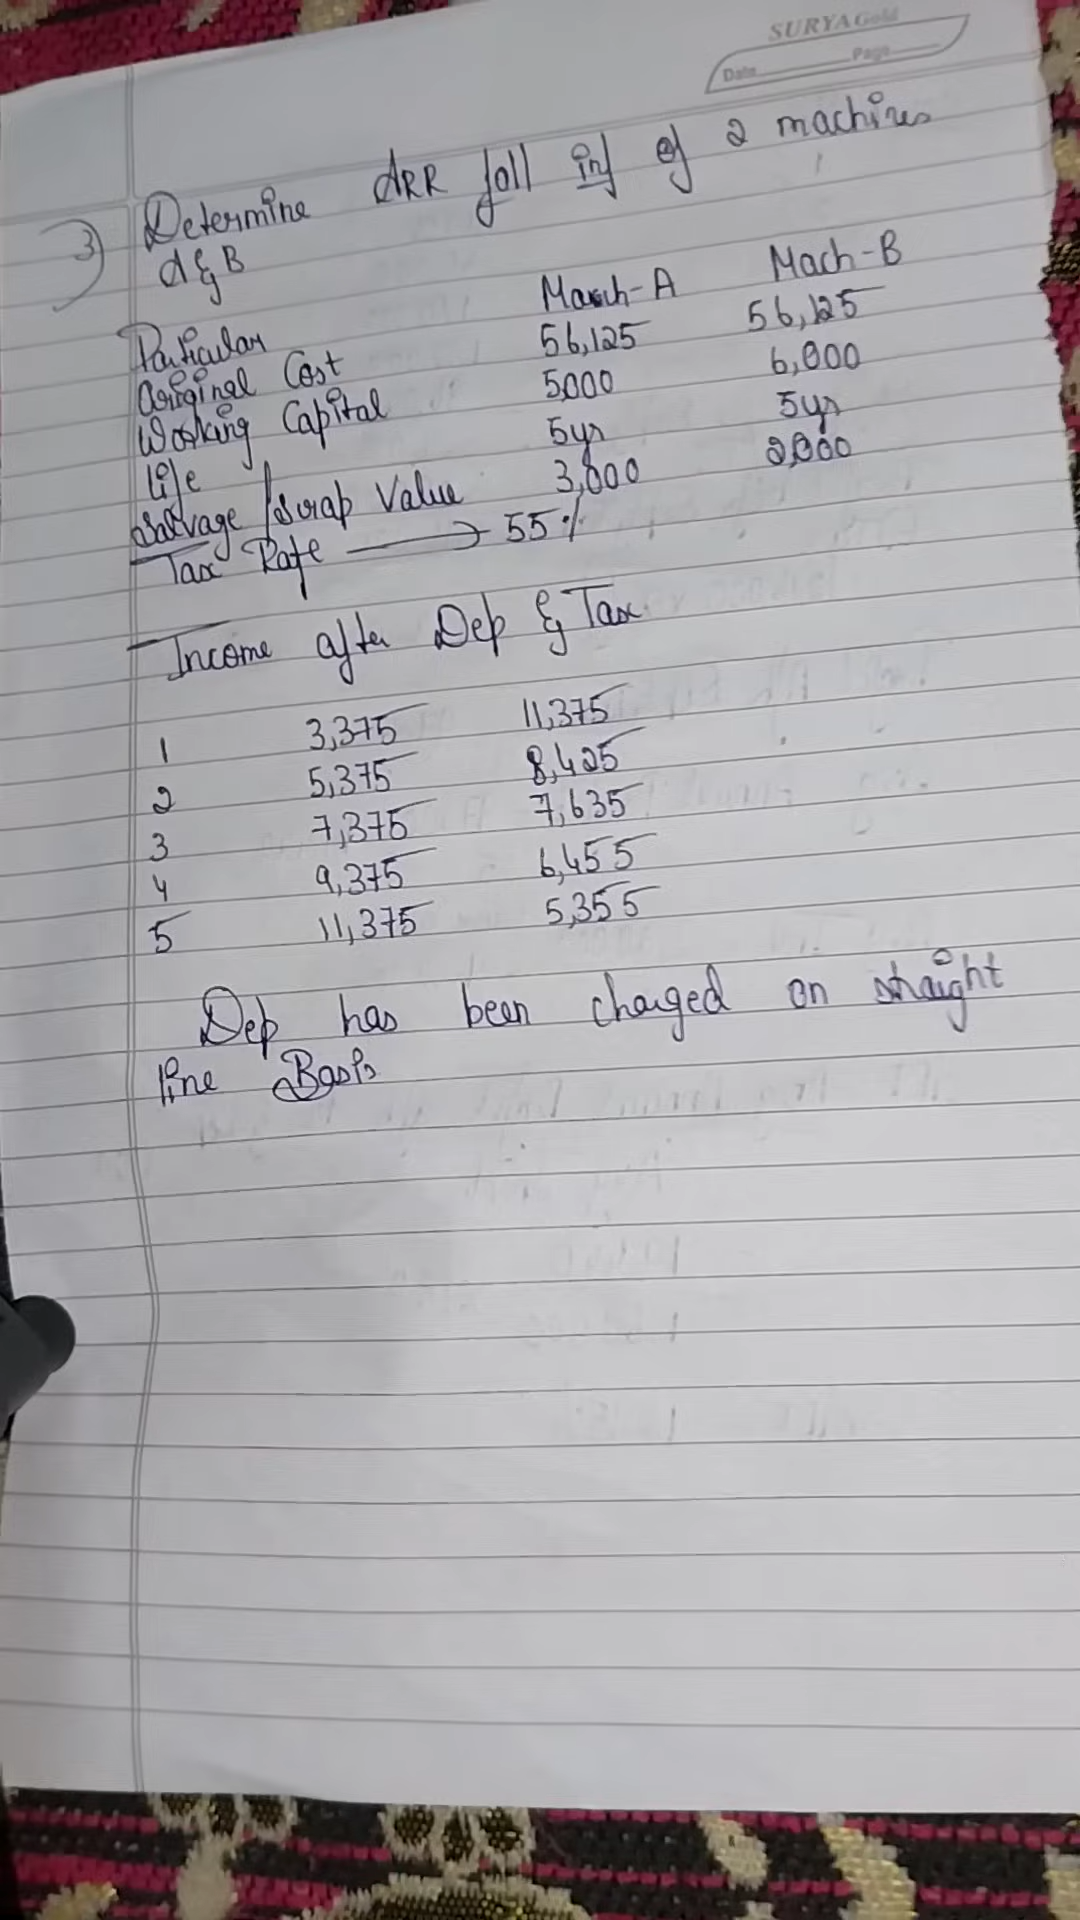 SURYA Gold
Date Page
3) Determine ARR foll inf of 2 machines
A & B
Particular Mach-A Mach-B
Original Cost 56,125 56,125
Working Capital 5000 6,000
Life 5yr 5yr
Salvage/Scrap Value 3,000 2,000
Tax Rate → 55%
Income after Dep & Tax
1 3,375 11,375
2 5,375 8,425
3 7,375 7,635
4 9,375 6,455
5 11,375 5,355
Dep has been charged on straight
line Basis